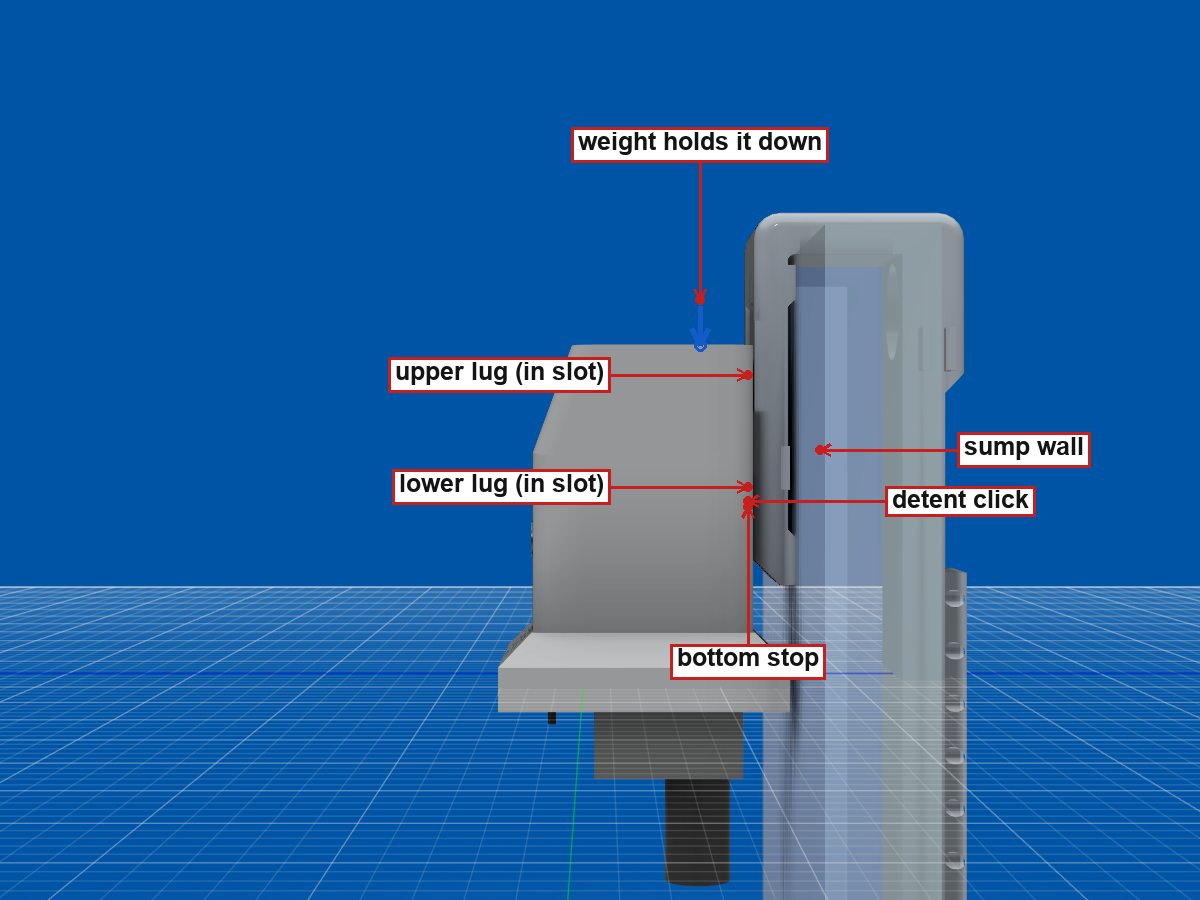 weight holds it down
upper lug (in slot)
sump wall
lower lug (in slot)
detent click
bottom stop